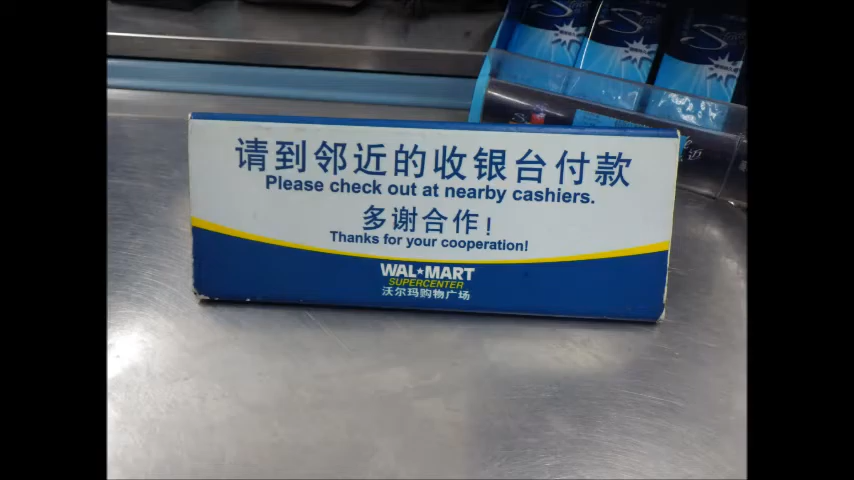 请到邻近的收银台付款
Please check out at nearby cashiers.
多谢合作!
Thanks for your cooperation!
WAL★MART
SUPERCENTER
沃尔玛购物广场